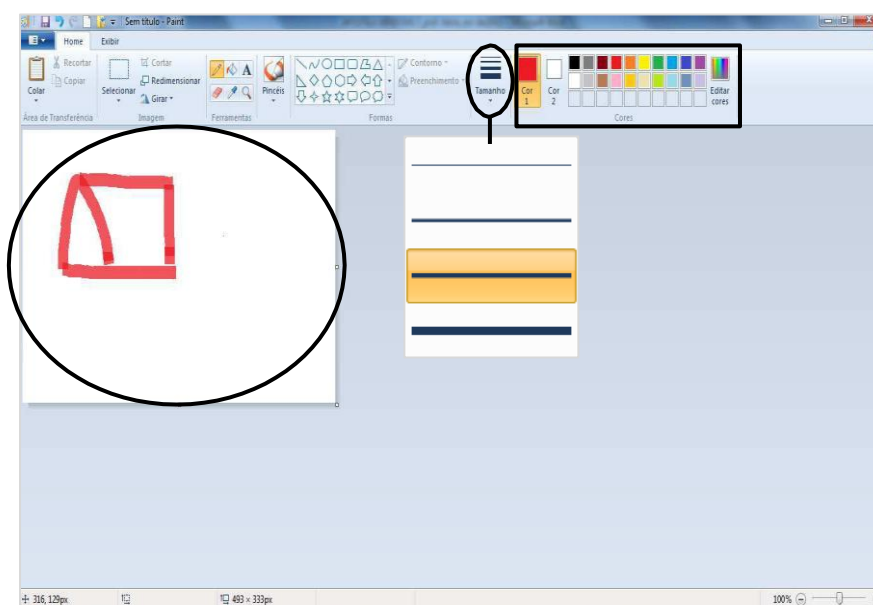 Sem título - Paint
Home Exibir
Colar
Recortar
Copiar
Área de Transferência
Selecionar
Cortar
Redimensionar
Girar
Imagem
A
Ferramentas
Pincéis
Formas
Contorno
Preenchimento
Tamanho
Cor 1
Cor 2
Editar cores
Cores
316, 129px
493 × 333px
100%